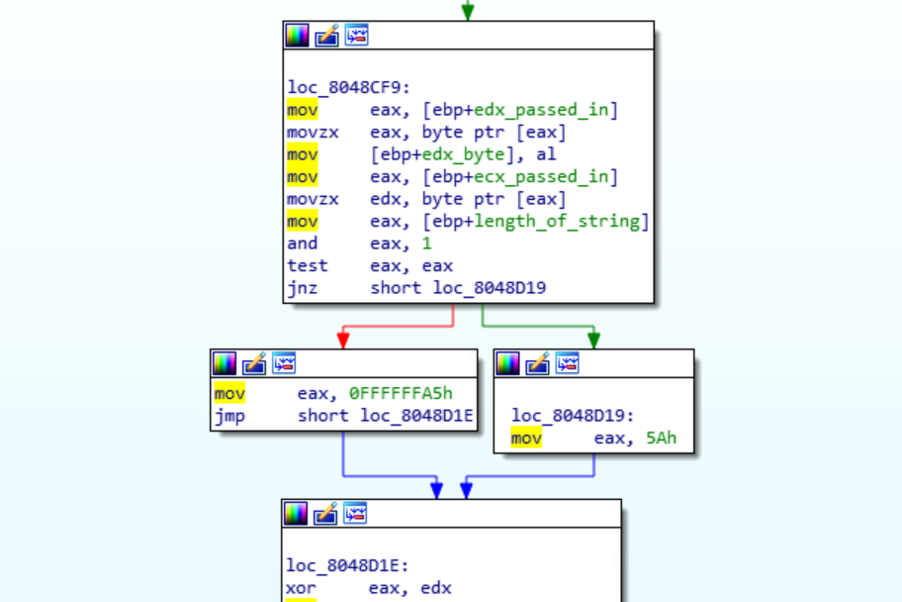 loc_8048CF9:
mov eax, [ebp+edx_passed_in]
movzx eax, byte ptr [eax]
mov [ebp+edx_byte], al
mov eax, [ebp+ecx_passed_in]
movzx edx, byte ptr [eax]
mov eax, [ebp+length_of_string]
and eax, 1
test eax, eax
jnz short loc_8048D19
mov eax, 0FFFFFFA5h
jmp short loc_8048D1E
loc_8048D19:
mov eax, 5Ah
loc_8048D1E:
xor eax, edx